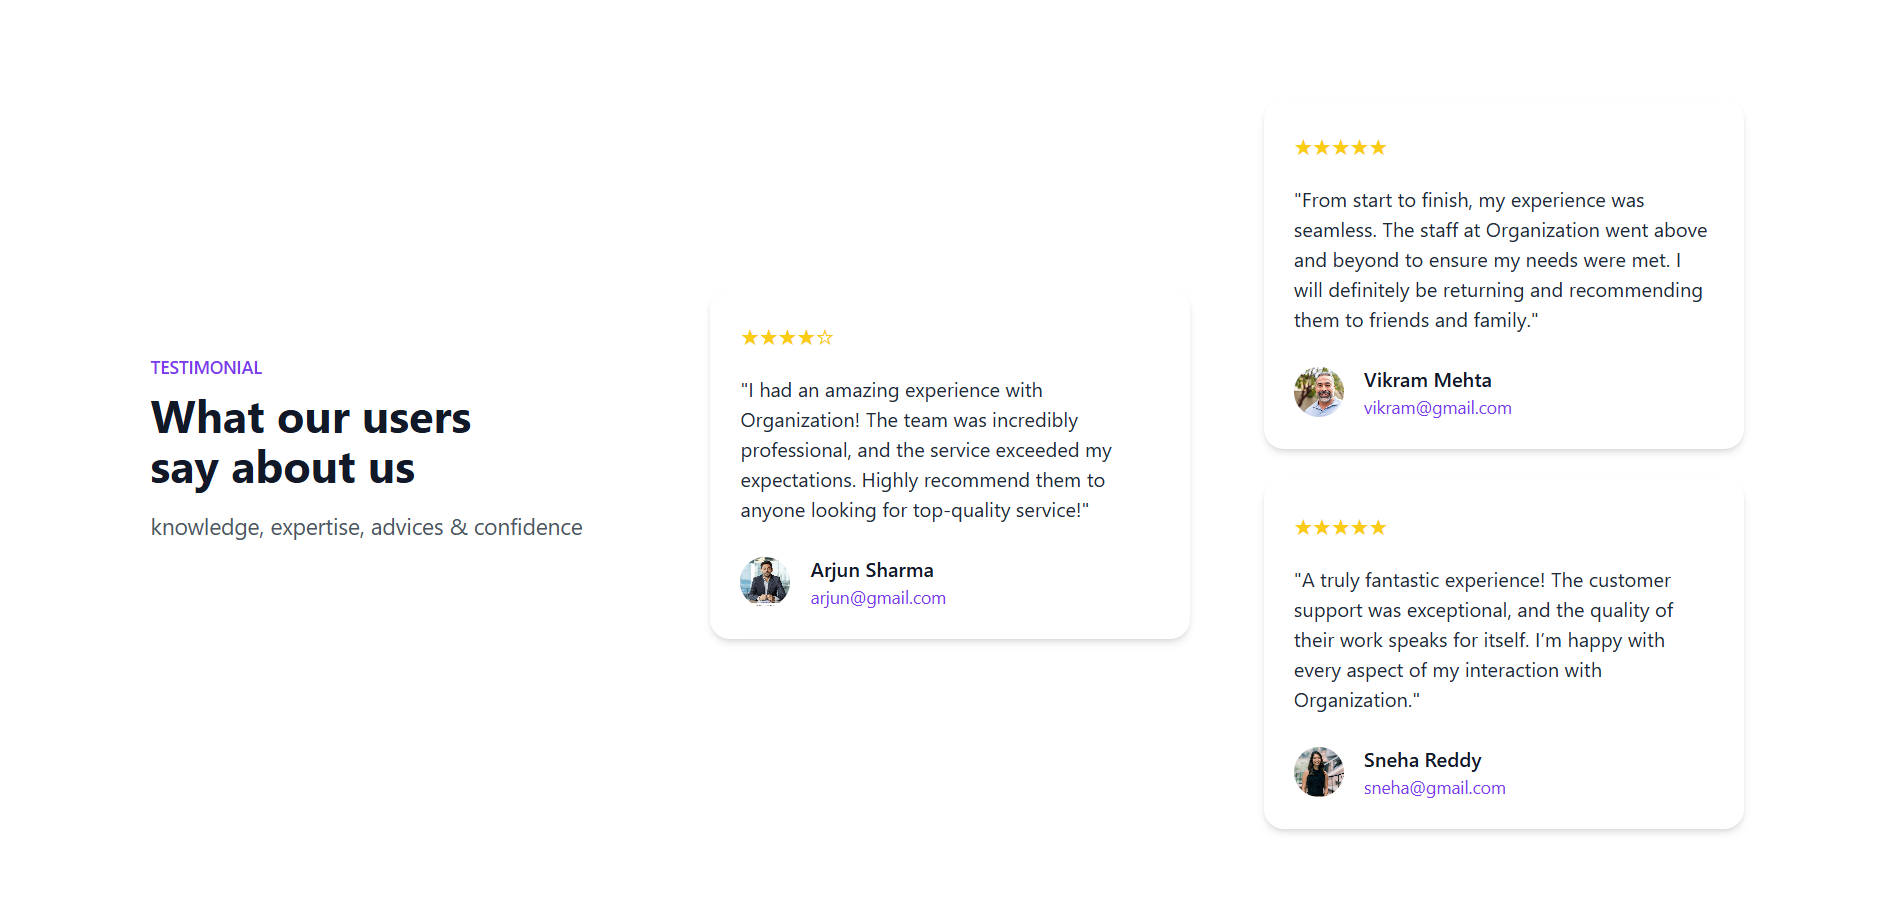 TESTIMONIAL
What our users
say about us
knowledge, expertise, advices & confidence
★★★★☆
"I had an amazing experience with
Organization! The team was incredibly
professional, and the service exceeded my
expectations. Highly recommend them to
anyone looking for top-quality service!"
Arjun Sharma
arjun@gmail.com
★★★★★
"From start to finish, my experience was
seamless. The staff at Organization went above
and beyond to ensure my needs were met. I
will definitely be returning and recommending
them to friends and family."
Vikram Mehta
vikram@gmail.com
★★★★★
"A truly fantastic experience! The customer
support was exceptional, and the quality of
their work speaks for itself. I’m happy with
every aspect of my interaction with
Organization."
Sneha Reddy
sneha@gmail.com